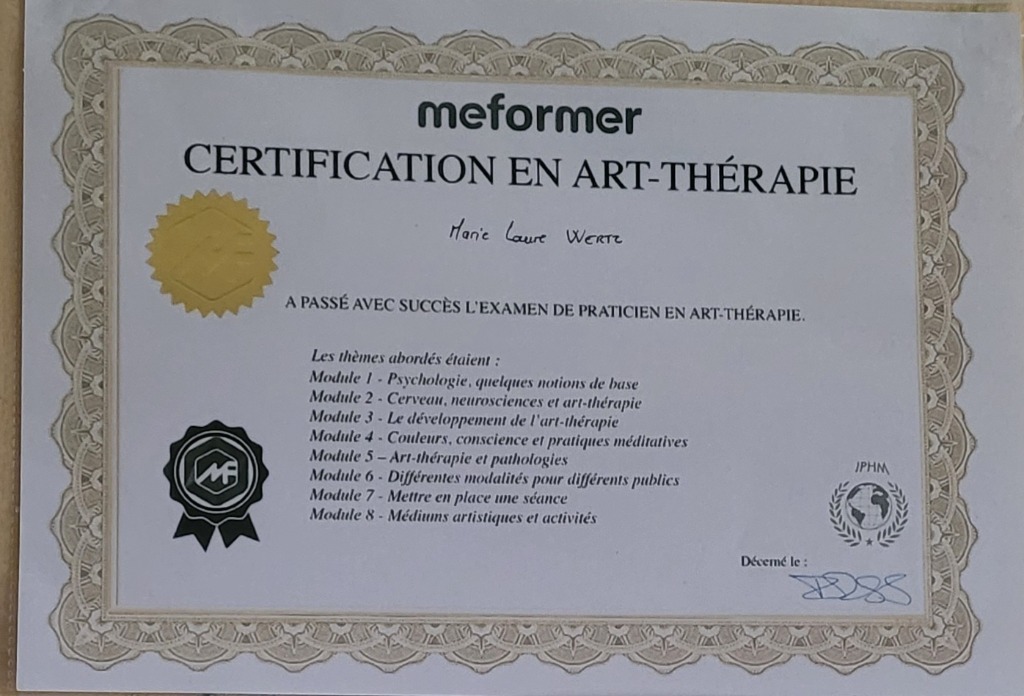 meformer
CERTIFICATION EN ART-THÉRAPIE
Marie Laure WERTZ
A PASSÉ AVEC SUCCÈS L'EXAMEN DE PRATICIEN EN ART-THÉRAPIE.
Les thèmes abordés étaient :
Module 1 - Psychologie, quelques notions de base
Module 2 - Cerveau, neurosciences et art-thérapie
Module 3 - Le développement de l'art-thérapie
Module 4 - Couleurs, conscience et pratiques méditatives
Module 5 – Art-thérapie et pathologies
Module 6 - Différentes modalités pour différents publics
Module 7 - Mettre en place une séance
Module 8 - Médiums artistiques et activités
MF
IPHM
Décerné le :